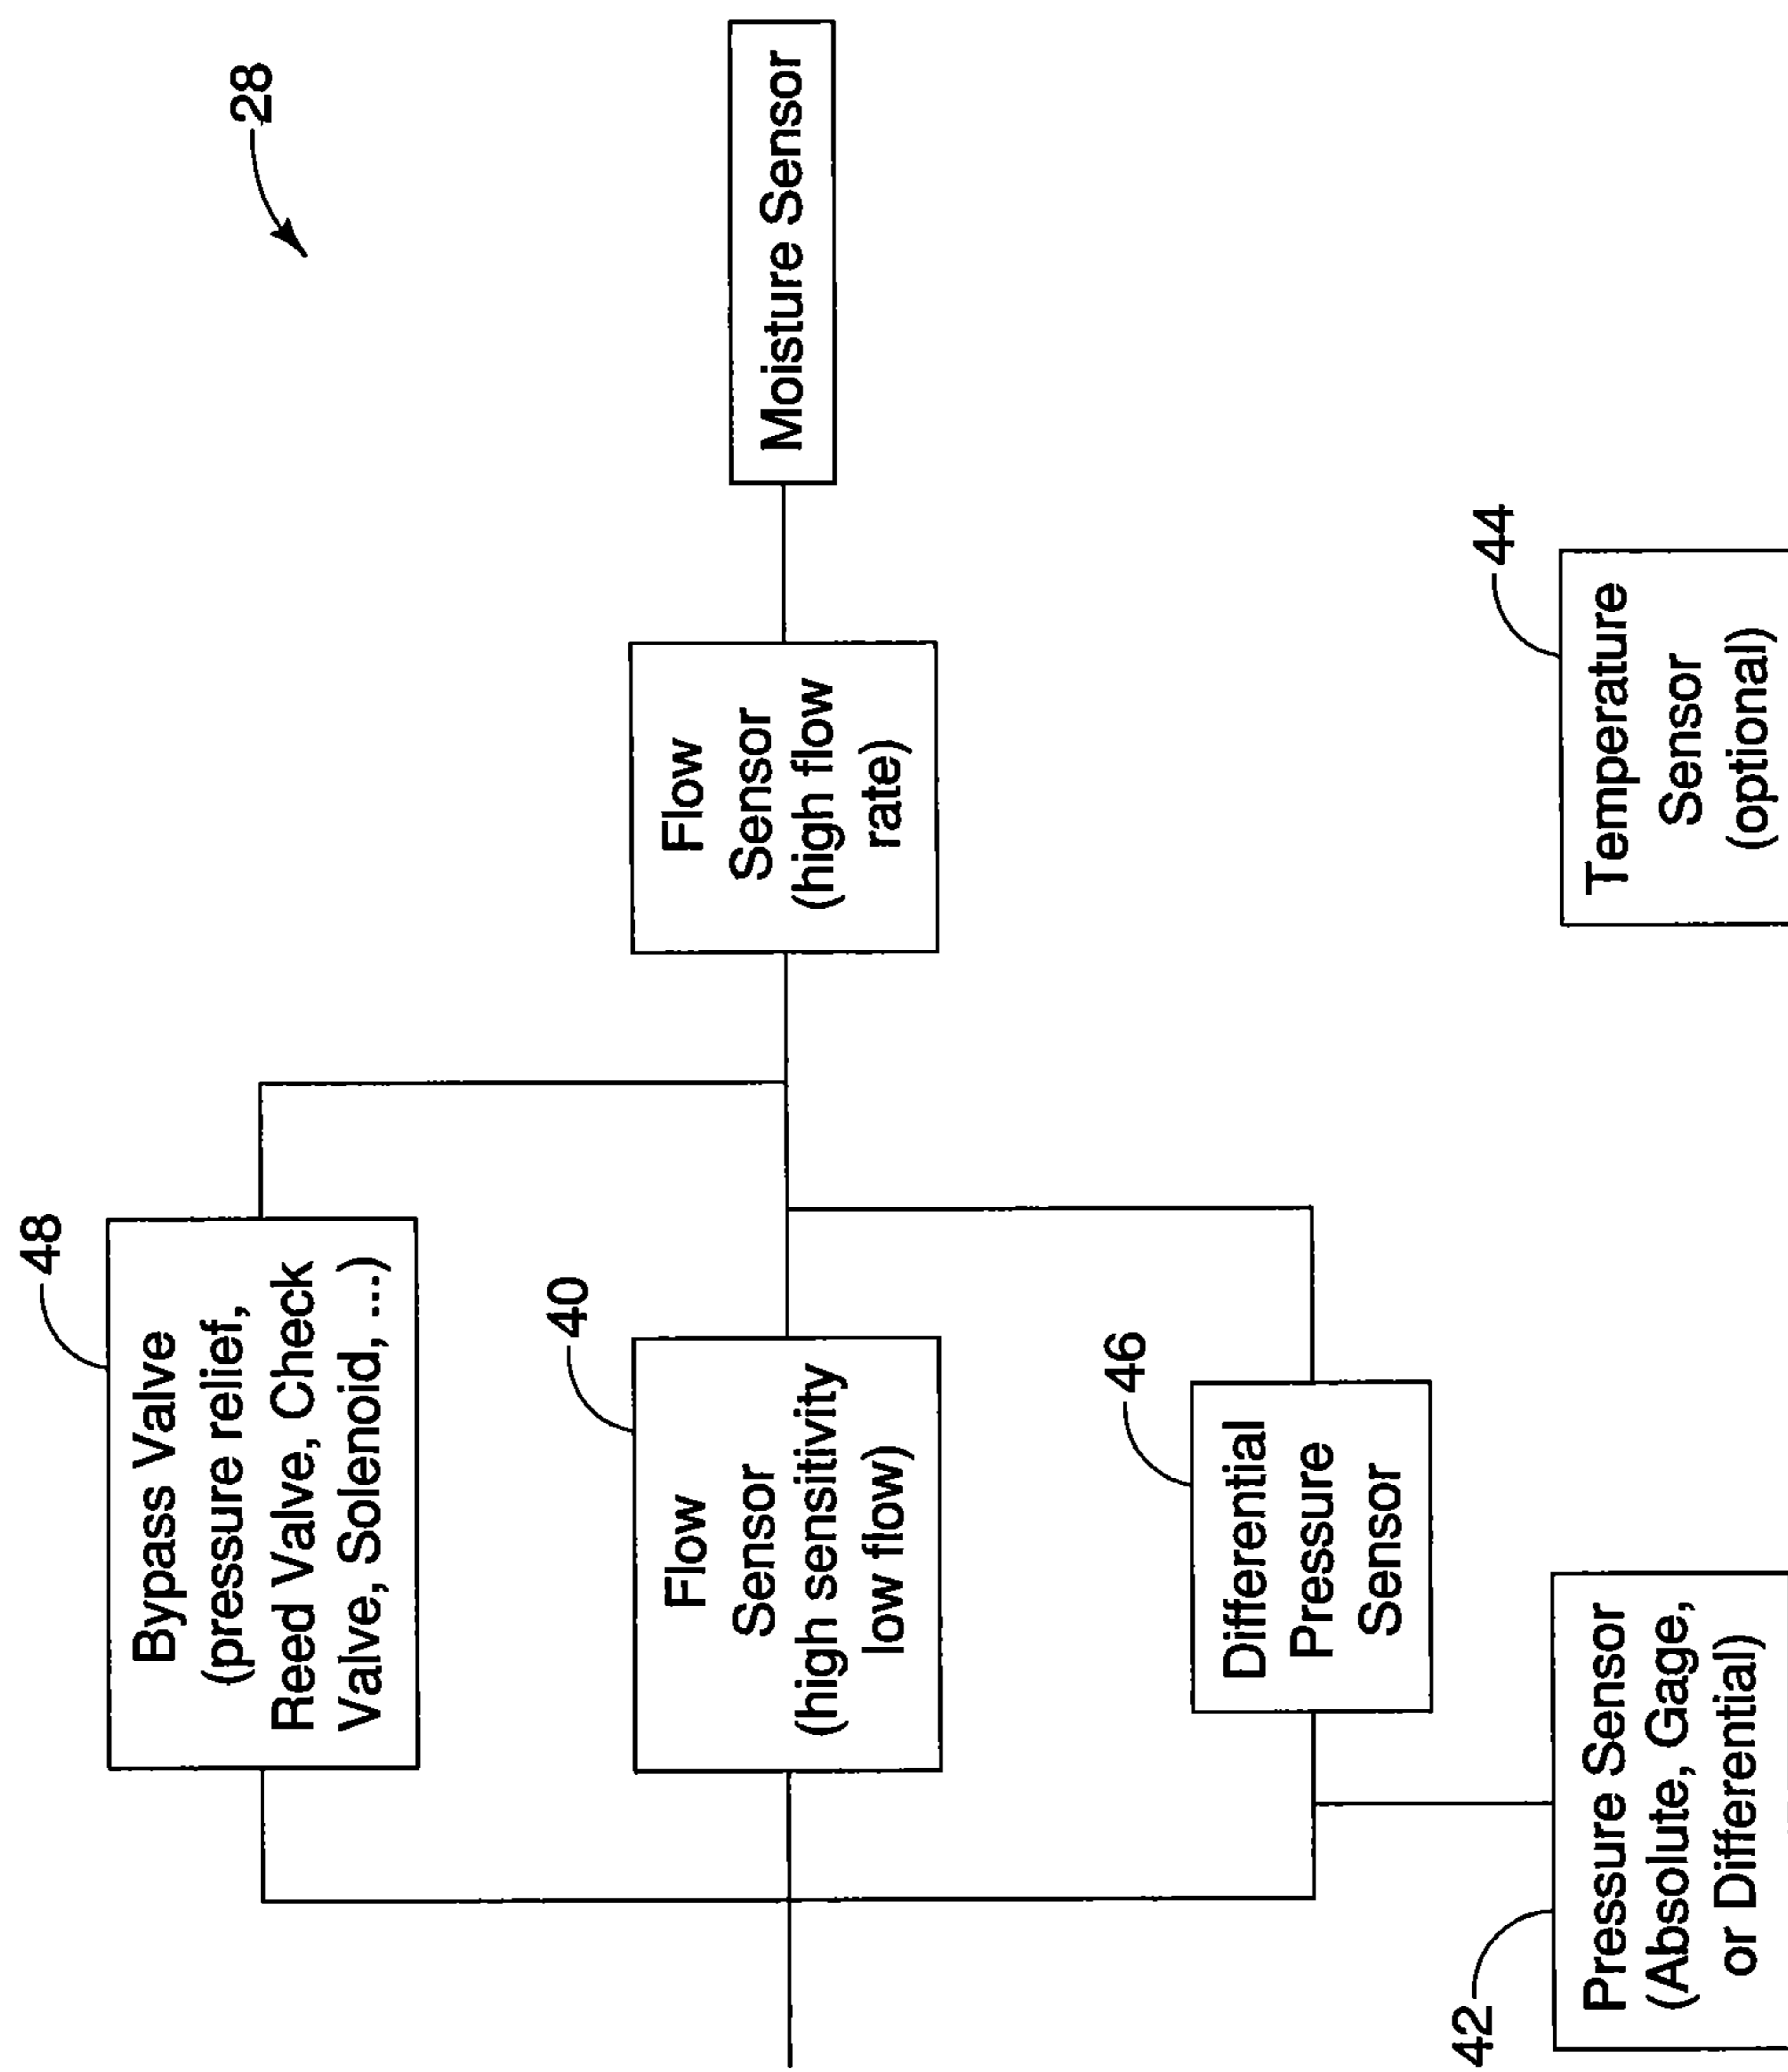 28
48
Bypass Valve
(pressure relief,
Reed Valve, Check
Valve, Solenoid, ...)
40
Flow
Sensor
(high sensitivity
low flow)
Flow
Sensor
(high flow
rate)
Moisture Sensor
46
Differential
Pressure
Sensor
42
Pressure Sensor
(Absolute, Gage,
or Differential)
44
Temperature
Sensor
(optional)